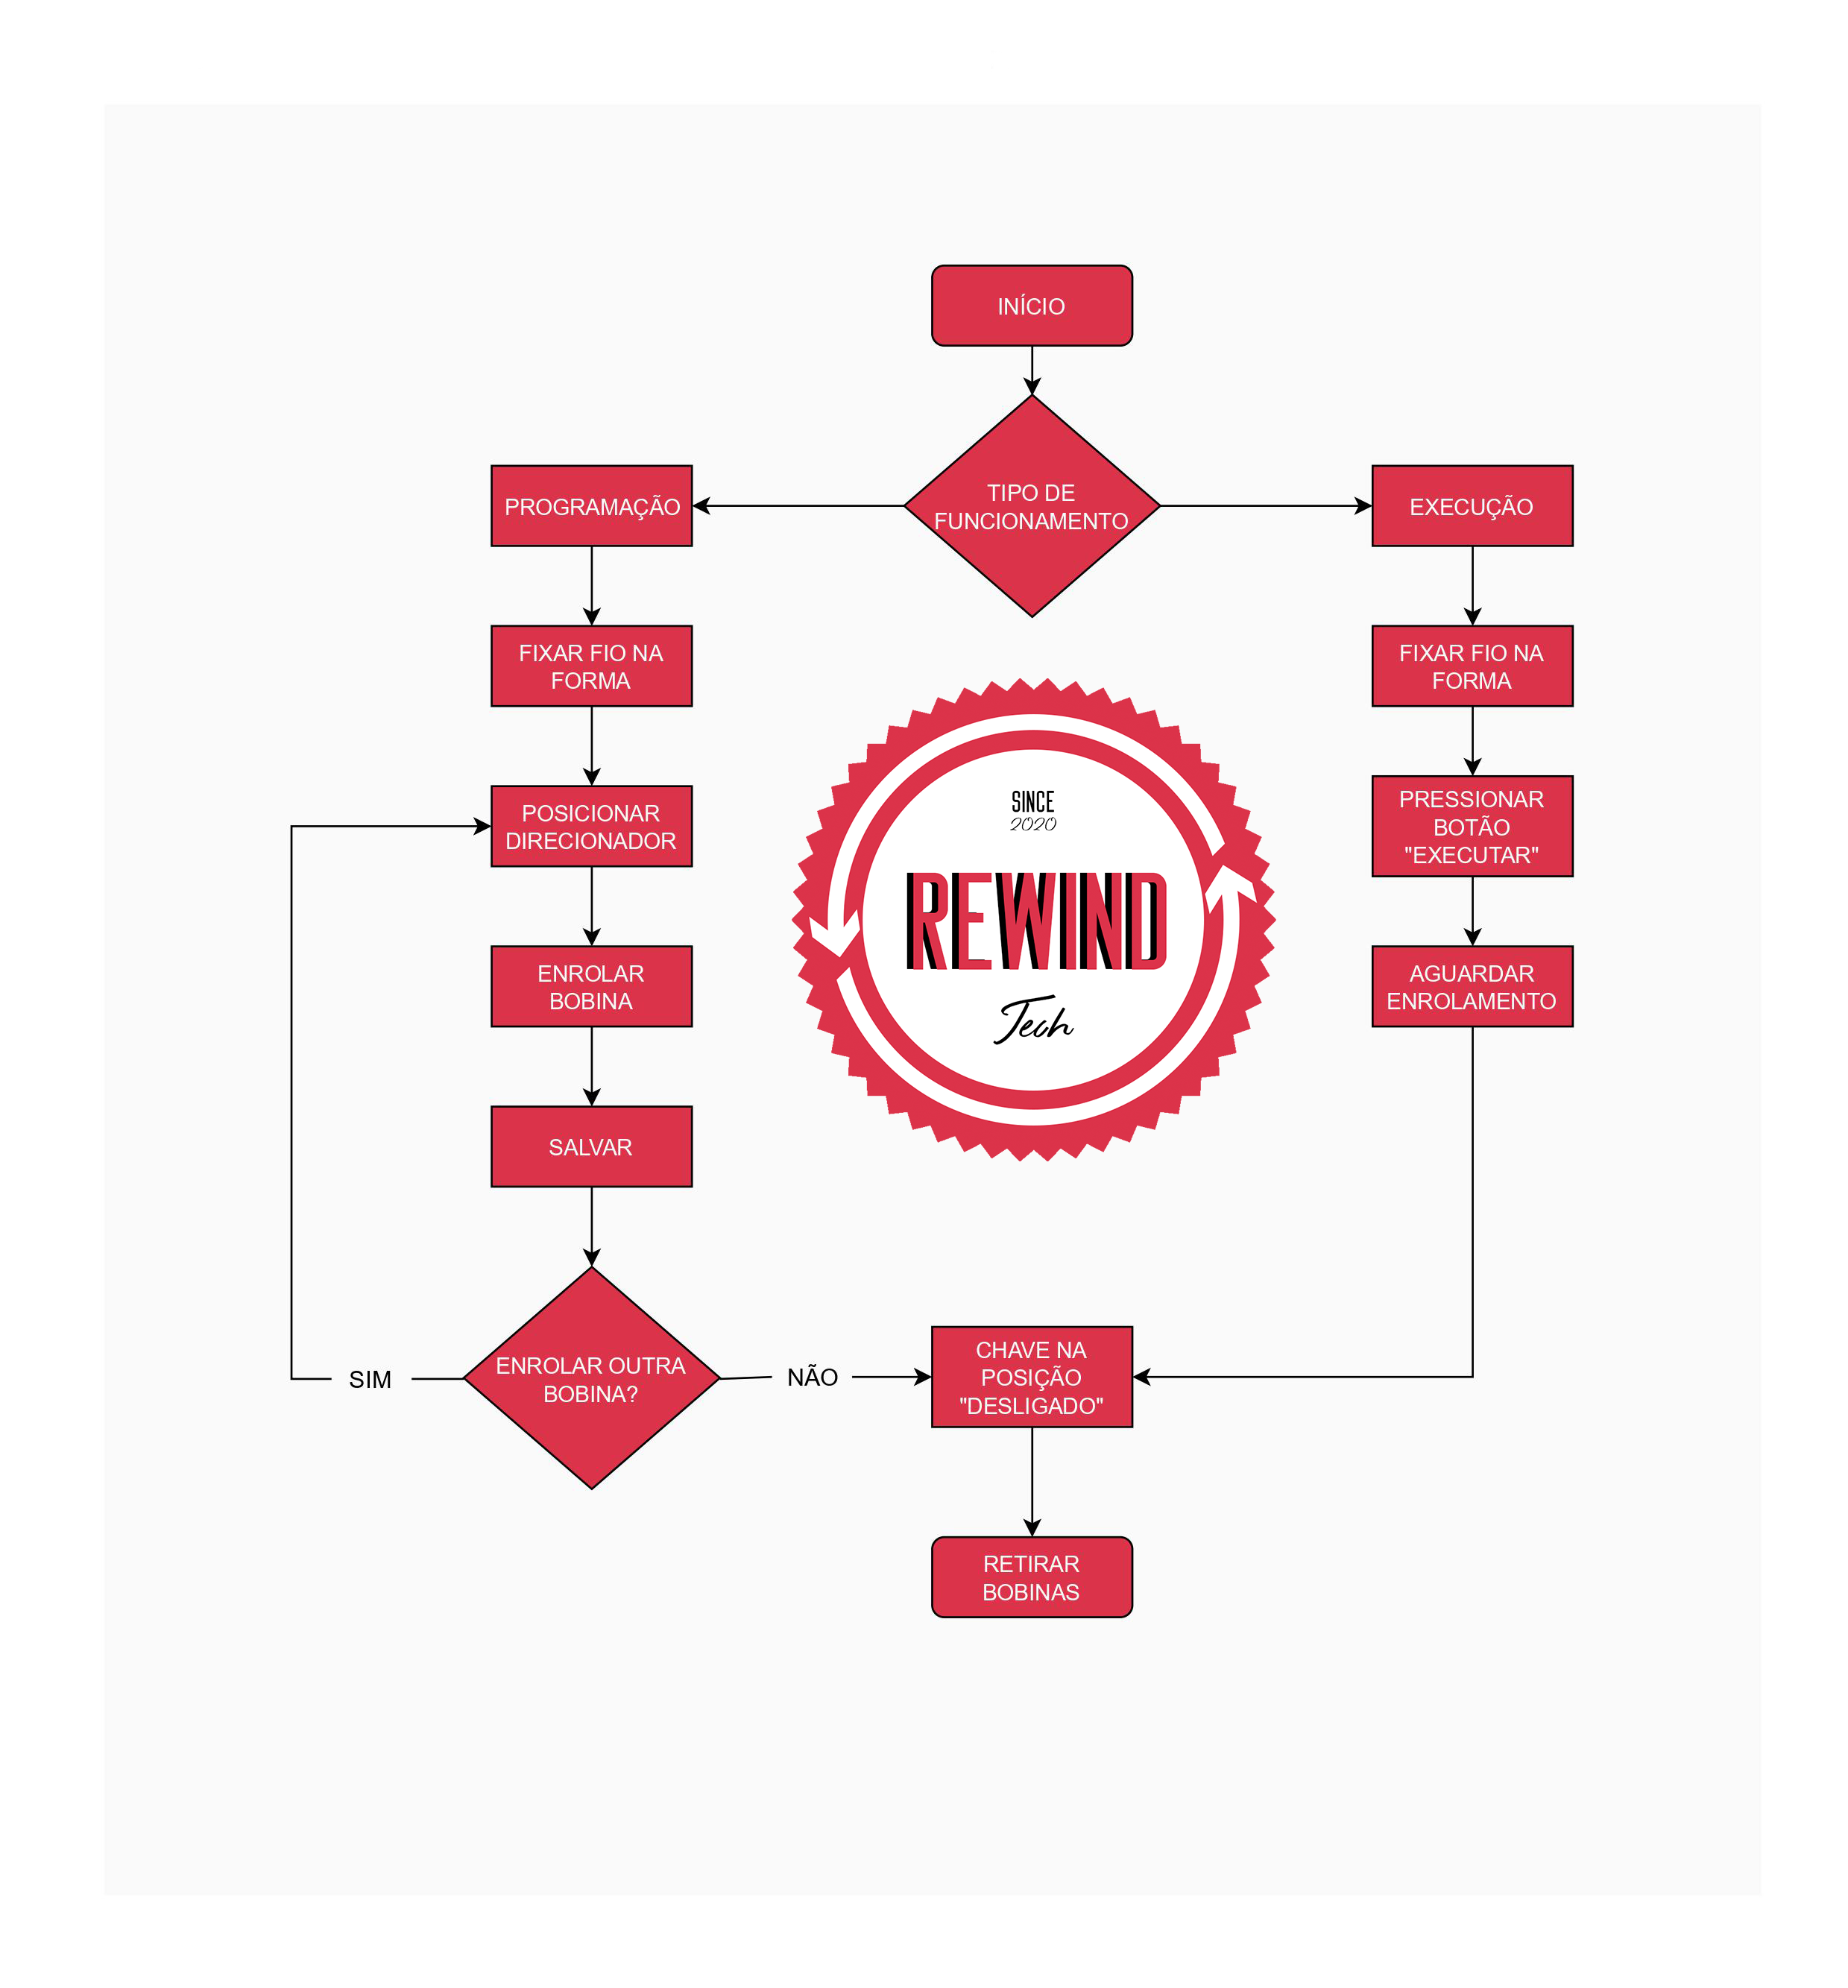 INÍCIO
TIPO DE
FUNCIONAMENTO
PROGRAMAÇÃO
FIXAR FIO NA
FORMA
POSICIONAR
DIRECIONADOR
ENROLAR
BOBINA
SALVAR
ENROLAR OUTRA
BOBINA?
SIM
NÃO
EXECUÇÃO
FIXAR FIO NA
FORMA
PRESSIONAR
BOTÃO
"EXECUTAR"
AGUARDAR
ENROLAMENTO
SINCE
2020
REWIND
Tech
CHAVE NA
POSIÇÃO
"DESLIGADO"
RETIRAR
BOBINAS